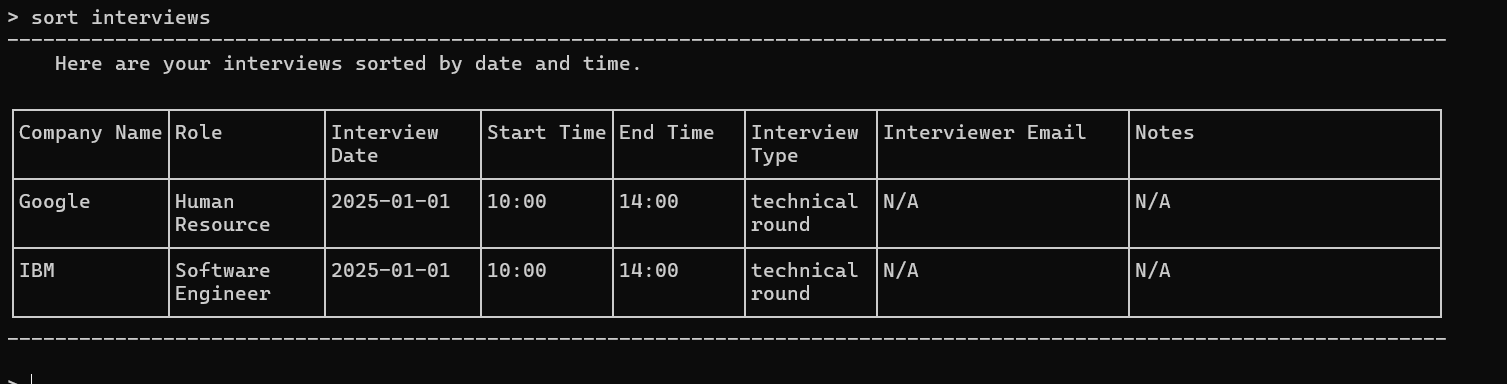 > sort interviews
------------------------------------------------------------------------------------------------------------------------
Here are your interviews sorted by date and time.
Company Name Role Interview Date Start Time End Time Interview Type Interviewer Email Notes
Google Human Resource 2025-01-01 10:00 14:00 technical round N/A N/A
IBM Software Engineer 2025-01-01 10:00 14:00 technical round N/A N/A
------------------------------------------------------------------------------------------------------------------------
>